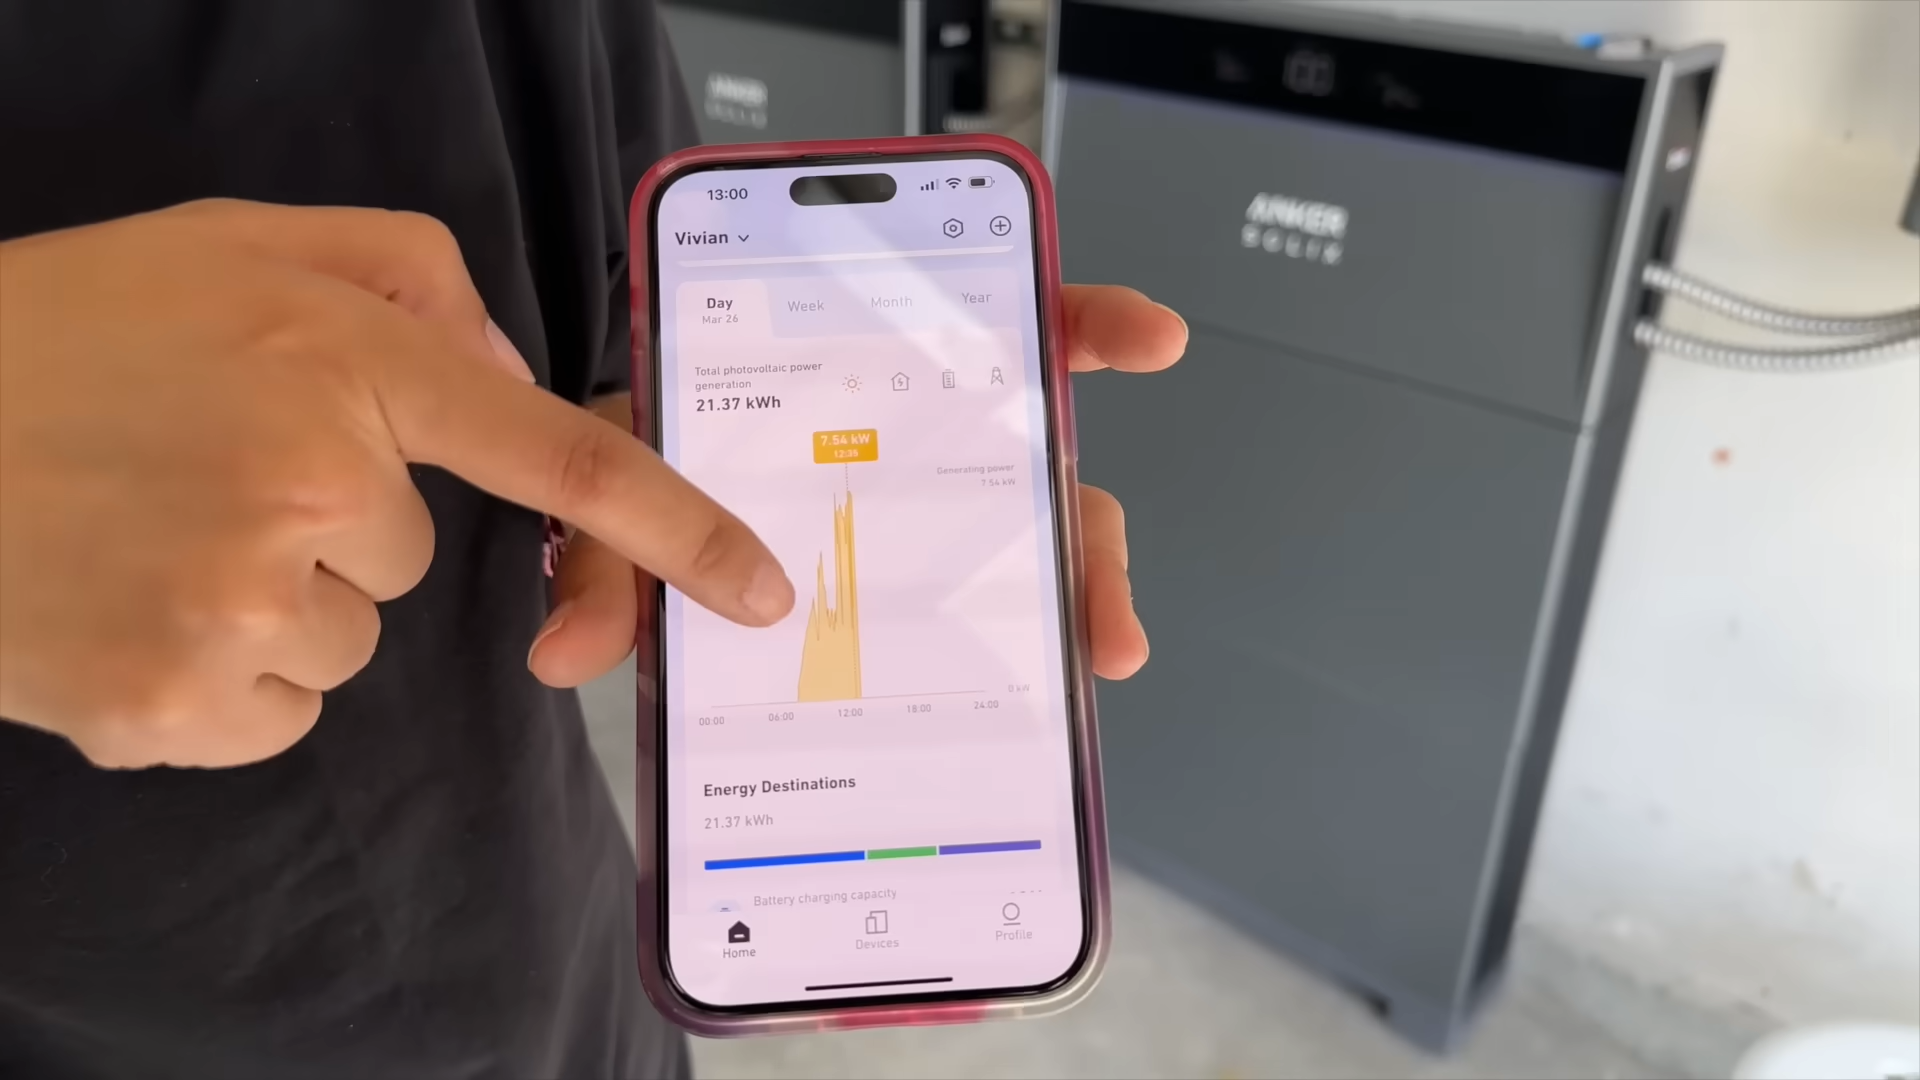 ANKER
SOLIX
ANKER
SOLIX
13:00
Vivian
Day
Week
Month
Year
Mar 26
Total photovoltaic power
generation
21.37 kWh
7.54 kW
12:35
Generating power
7.54 kW
0 kW
00:00
06:00
12:00
18:00
24:00
Energy Destinations
21.37 kWh
Battery charging capacity
Home
Devices
Profile